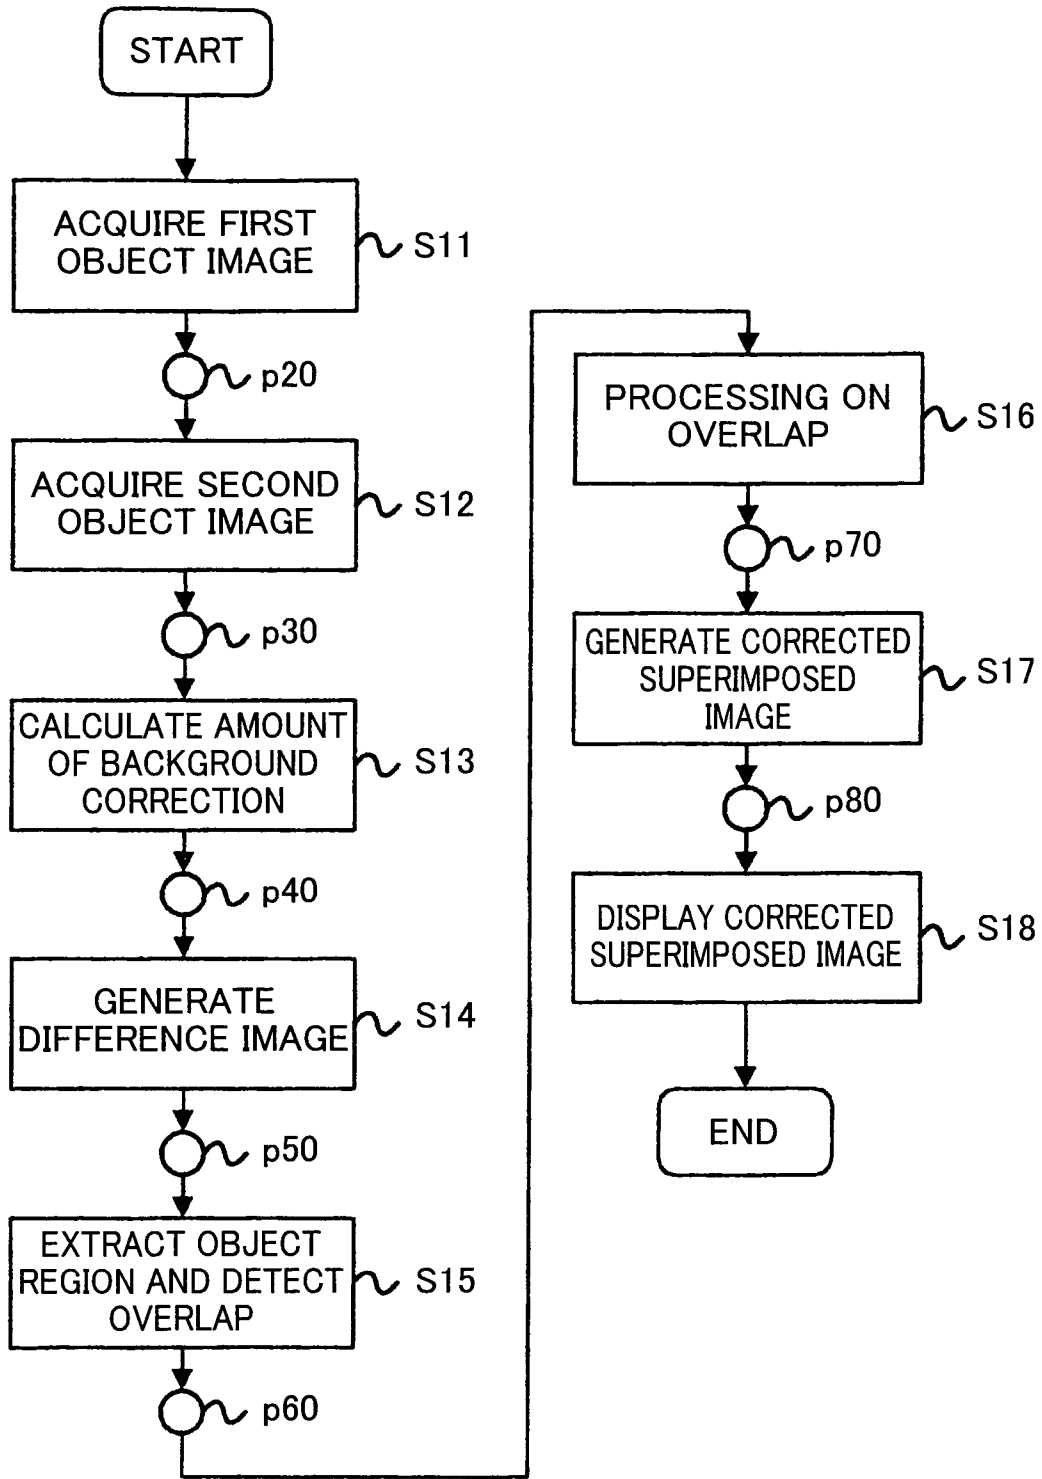 START
ACQUIRE FIRST
OBJECT IMAGE
S11
p20
ACQUIRE SECOND
OBJECT IMAGE
S12
p30
CALCULATE AMOUNT
OF BACKGROUND
CORRECTION
S13
p40
GENERATE
DIFFERENCE IMAGE
S14
p50
EXTRACT OBJECT
REGION AND DETECT
OVERLAP
S15
p60
PROCESSING ON
OVERLAP
S16
p70
GENERATE CORRECTED
SUPERIMPOSED
IMAGE
S17
p80
DISPLAY CORRECTED
SUPERIMPOSED IMAGE
S18
END